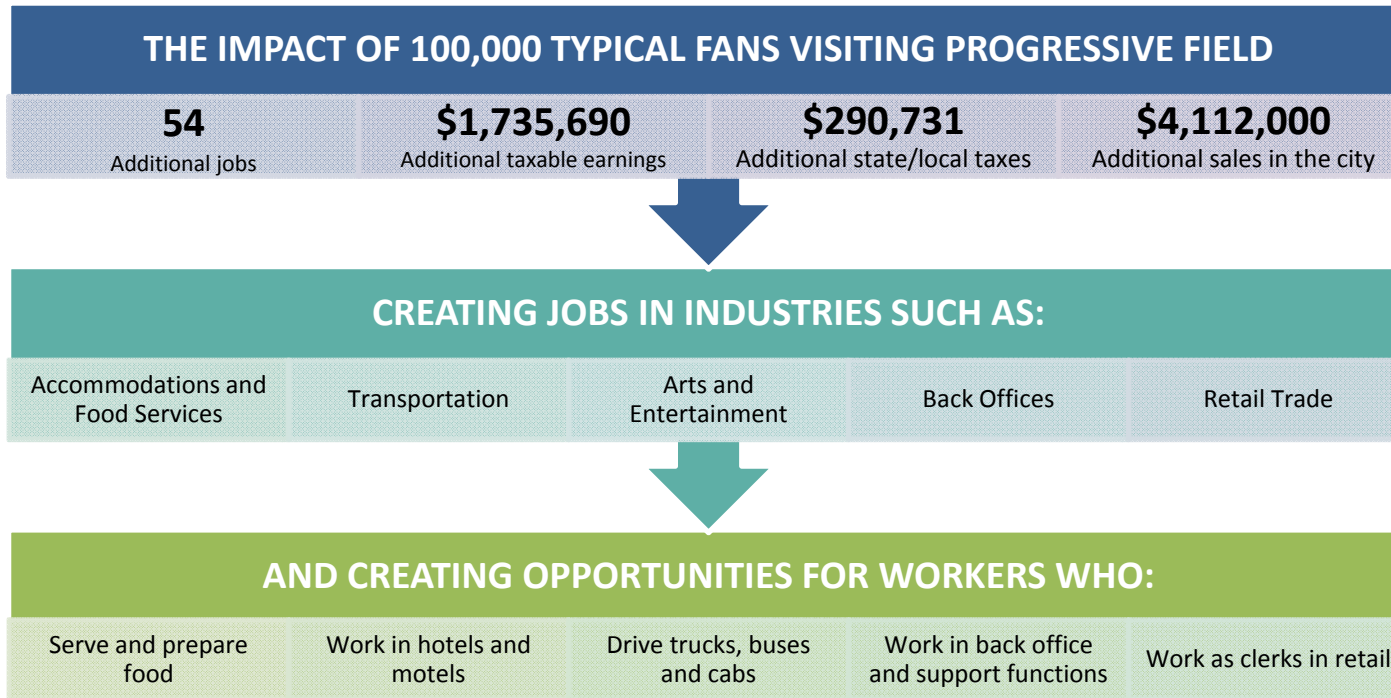 THE IMPACT OF 100,000 TYPICAL FANS VISITING PROGRESSIVE FIELD
54
Additional jobs
$1,735,690
Additional taxable earnings
$290,731
Additional state/local taxes
$4,112,000
Additional sales in the city
CREATING JOBS IN INDUSTRIES SUCH AS:
Accommodations and
Food Services
Transportation
Arts and
Entertainment
Back Offices
Retail Trade
AND CREATING OPPORTUNITIES FOR WORKERS WHO:
Serve and prepare
food
Work in hotels and
motels
Drive trucks, buses
and cabs
Work in back office
and support functions
Work as clerks in retail